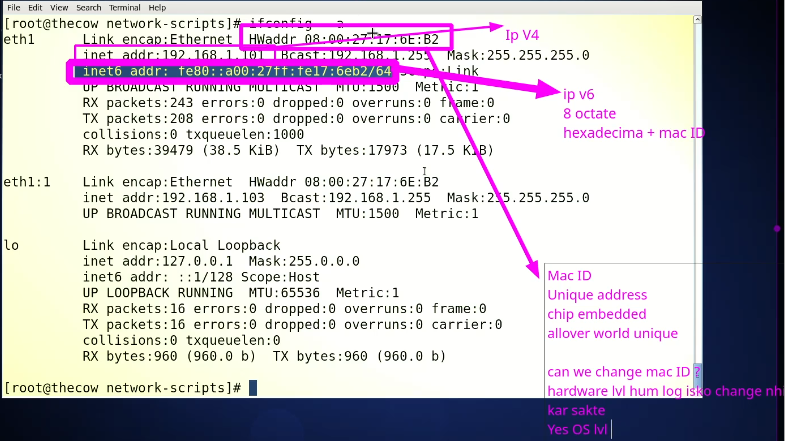 File Edit View Search Terminal Help
[root@thecow network-scripts]# ifconfig -a
eth1 Link encap:Ethernet HWaddr 08:00:27:17:6E:B2
Ip V4
inet addr:192.168.1.101 Bcast:192.168.1.255 Mask:255.255.255.0
inet6 addr: fe80::a00:27ff:fe17:6eb2/64 Scope:Link
UP BROADCAST RUNNING MULTICAST MTU:1500 Metric:1
ip v6
8 octate
hexadecima + mac ID
RX packets:243 errors:0 dropped:0 overruns:0 frame:0
TX packets:208 errors:0 dropped:0 overruns:0 carrier:0
collisions:0 txqueuelen:1000
RX bytes:39479 (38.5 KiB) TX bytes:17973 (17.5 KiB)
eth1:1 Link encap:Ethernet HWaddr 08:00:27:17:6E:B2
inet addr:192.168.1.103 Bcast:192.168.1.255 Mask:255.255.255.0
UP BROADCAST RUNNING MULTICAST MTU:1500 Metric:1
lo Link encap:Local Loopback
inet addr:127.0.0.1 Mask:255.0.0.0
inet6 addr: ::1/128 Scope:Host
UP LOOPBACK RUNNING MTU:65536 Metric:1
RX packets:16 errors:0 dropped:0 overruns:0 frame:0
TX packets:16 errors:0 dropped:0 overruns:0 carrier:0
collisions:0 txqueuelen:0
RX bytes:960 (960.0 b) TX bytes:960 (960.0 b)
[root@thecow network-scripts]#
Mac ID
Unique address
chip embedded
allover world unique
can we change mac ID ?
hardware lvl hum log isko change nhi
kar sakte
Yes OS lvl